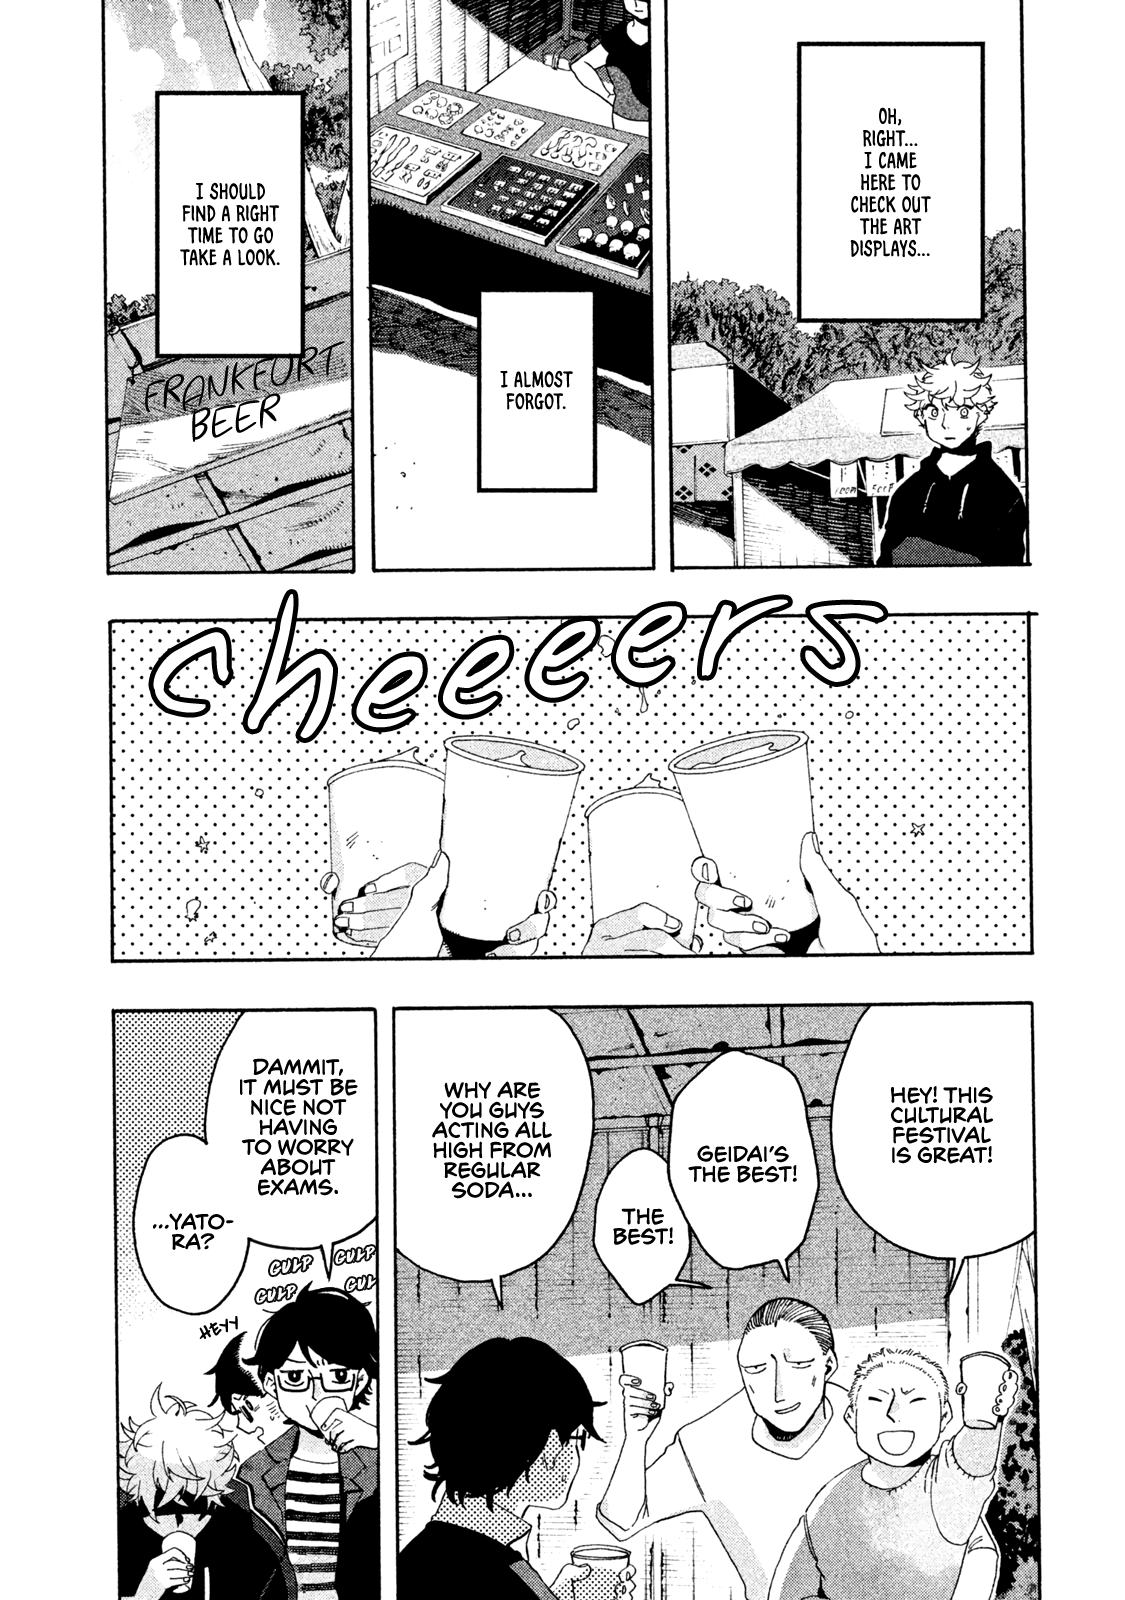 OH,
RIGHT...
I CAME
HERE TO
CHECK OUT
THE ART
DISPLAYS...
I ALMOST
FORGOT.
I SHOULD
FIND A RIGHT
TIME TO GO
TAKE A LOOK.
FRANKFURT
BEER
cheeeers
HEY! THIS
CULTURAL
FESTIVAL
IS GREAT!
GEIDAI'S
THE BEST!
THE
BEST!
WHY ARE
YOU GUYS
ACTING ALL
HIGH FROM
REGULAR
SODA...
DAMMIT,
IT MUST BE
NICE NOT
HAVING
TO WORRY
ABOUT
EXAMS.
...YATO-
RA?
GULP
GULP
GULP
GUL
HEYY